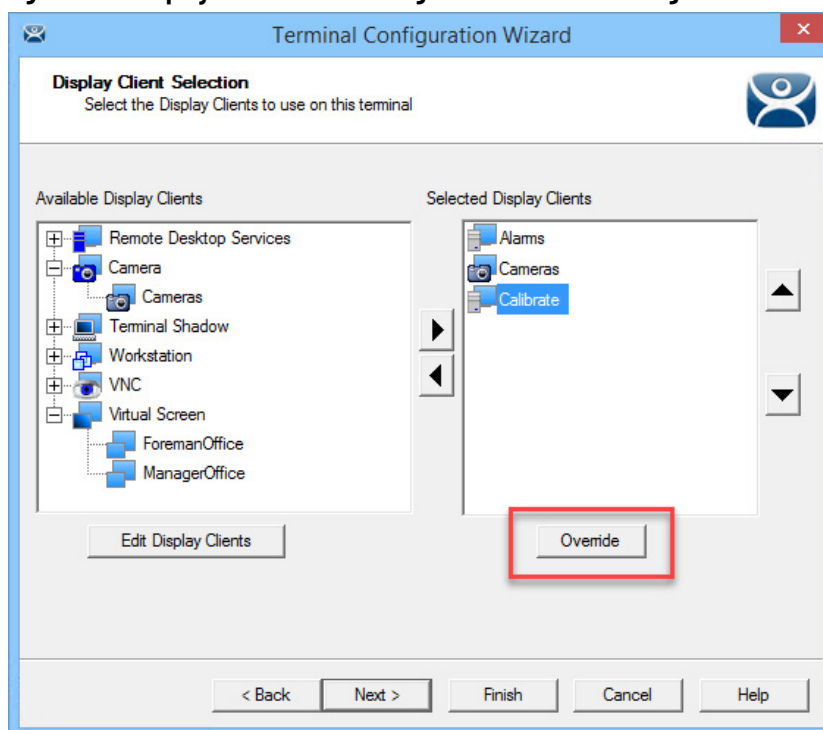 Terminal Configuration Wizard
Display Client Selection
Select the Display Clients to use on this terminal
Available Display Clients
Remote Desktop Services
Camera
Cameras
Terminal Shadow
Workstation
VNC
Virtual Screen
ForemanOffice
ManagerOffice
Edit Display Clients
Selected Display Clients
Alarms
Cameras
Calibrate
Override
< Back
Next >
Finish
Cancel
Help